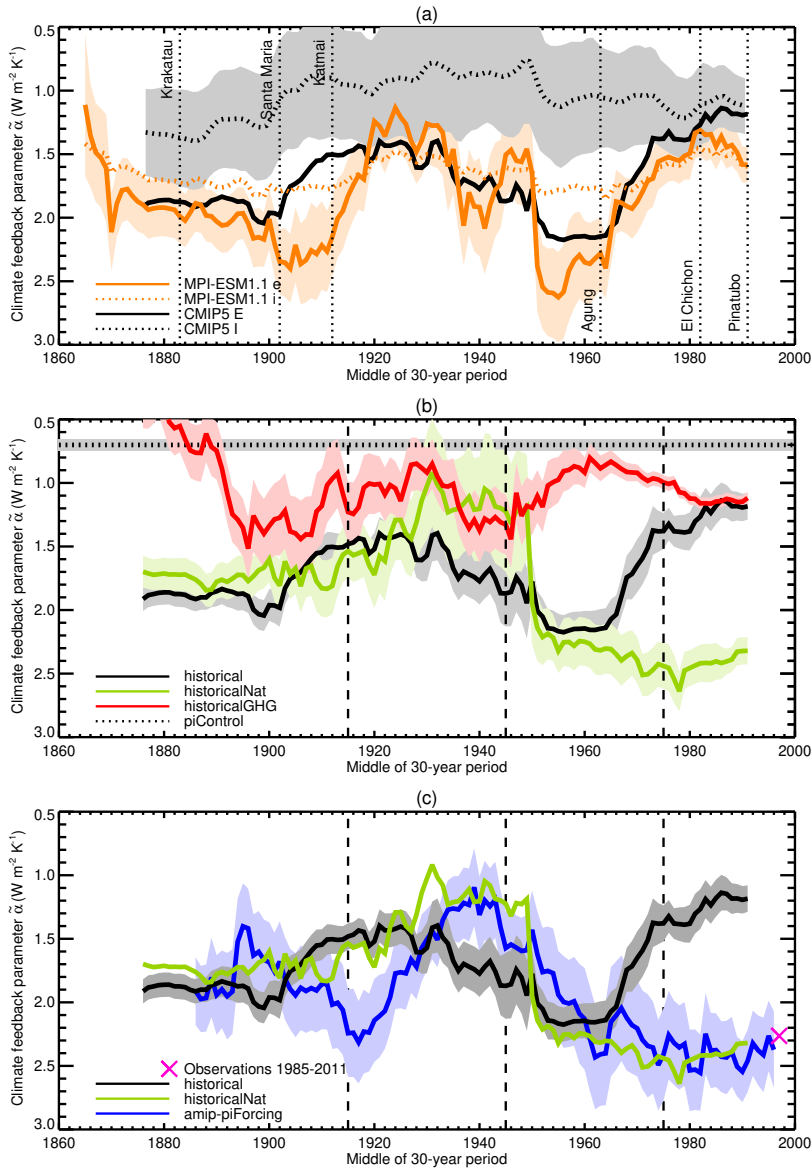 (a)
Climate feedback parameter α̃ (W m⁻² K⁻¹)
0.5
1.0
1.5
2.0
2.5
3.0
Krakatau
Santa Maria
Katmai
Agung
El Chichon
Pinatubo
MPI-ESM1.1 e
MPI-ESM1.1 i
CMIP5 E
CMIP5 I
1860 1880 1900 1920 1940 1960 1980 2000
Middle of 30-year period
(b)
Climate feedback parameter α̃ (W m⁻² K⁻¹)
0.5
1.0
1.5
2.0
2.5
3.0
historical
historicalNat
historicalGHG
piControl
1860 1880 1900 1920 1940 1960 1980 2000
Middle of 30-year period
(c)
Climate feedback parameter α̃ (W m⁻² K⁻¹)
0.5
1.0
1.5
2.0
2.5
3.0
Observations 1985-2011
historical
historicalNat
amip-piForcing
1860 1880 1900 1920 1940 1960 1980 2000
Middle of 30-year period